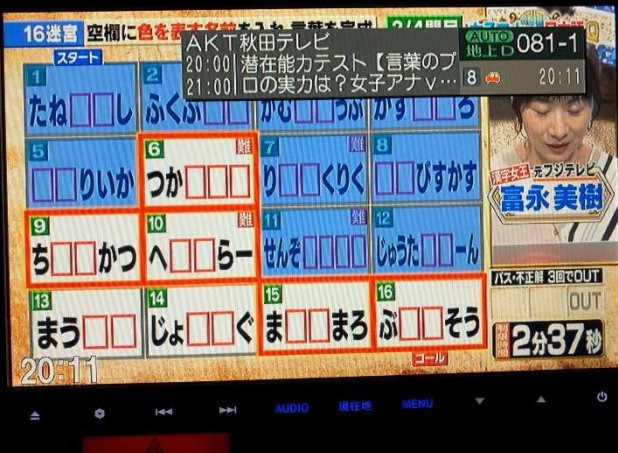 16迷宮 空欄に色を表す名前を入れ言葉を完成 2/4問目
AKT秋田テレビ
20:00 潜在能力テスト【言葉のプ
21:00 ロの実力は?女子アナv…
AUTO
地上D 081-1
8 20:11
スタート
1 たね□□し
2 ふくぶ
かむ□□うふ
かす□□ろ
5 □□りいか
6 難 つか□□□
7 難 り□□くりく
8 □□びすかす
9 ち□□かつ
10 難 へ□□らー
11 難 せんぞ□□□□
12 じゅうた□□ーん
13 まう□□
14 じょ□□ぐ
15 ま□□まろ
16 ぶ□□そう
ゴール
漢字女王 元フジテレビ
富永美樹
パス・不正解 3回でOUT
OUT
制限時間 2分37秒
20:11
AUDIO 現在地 MENU